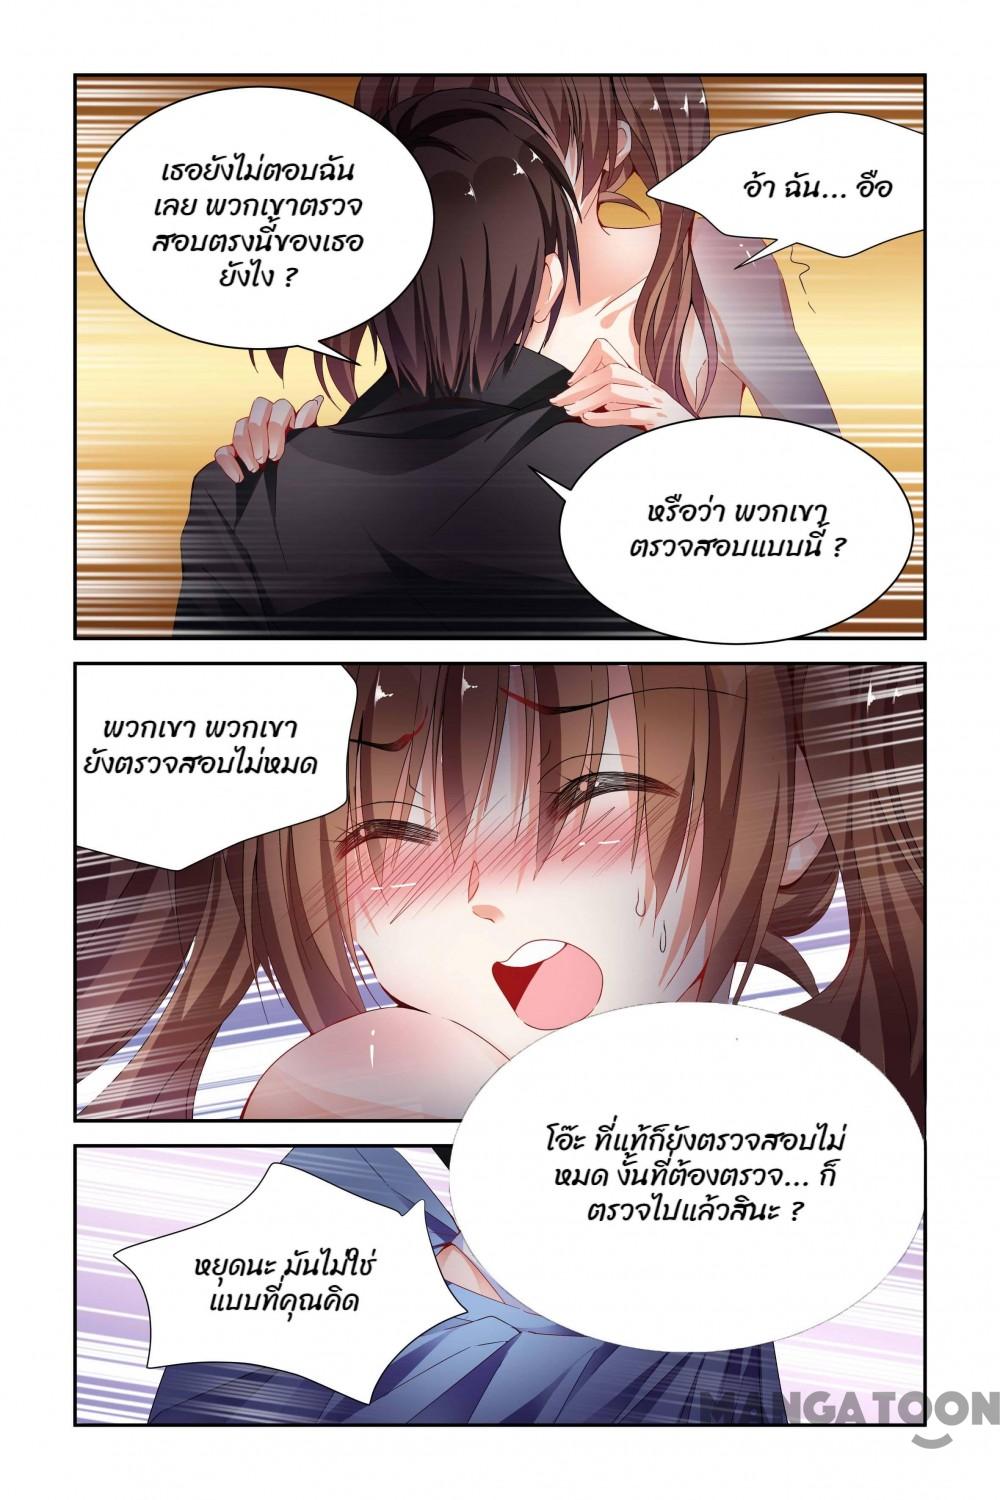 เธอยังไม่ตอบฉัน
เลย พวกเขาตรวจ
สอบตรงนี้ของเธอ
ยังไง ?
อ้า ฉัน... อือ
หรือว่า พวกเขา
ตรวจสอบแบบนี้ ?
พวกเขา พวกเขา
ยังตรวจสอบไม่หมด
โอ๊ะ ที่แท้ก็ยังตรวจสอบไม่
หมด งั้นที่ต้องตรวจ... ก็
ตรวจไปแล้วสินะ ?
หยุดนะ มันไม่ใช่
แบบที่คุณคิด
MANGATOON